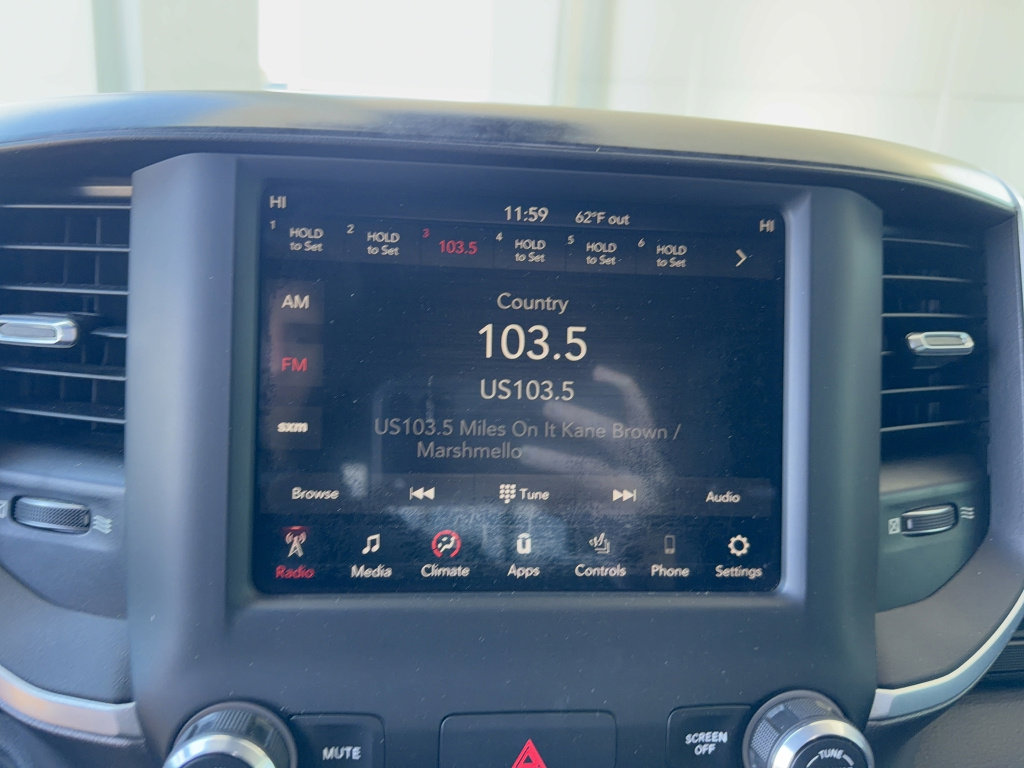 HI
11:59 62°F out
HI
1 HOLD
to Set
2 HOLD
to Set
3 103.5
4 HOLD
to Set
5 HOLD
to Set
6 HOLD
to Set
AM
FM
sxm
Country
103.5
US103.5
US103.5 Miles On It Kane Brown /
Marshmello
Browse Tune Audio
Radio Media Climate Apps Controls Phone Settings
MUTE
SCREEN
OFF
TUNE